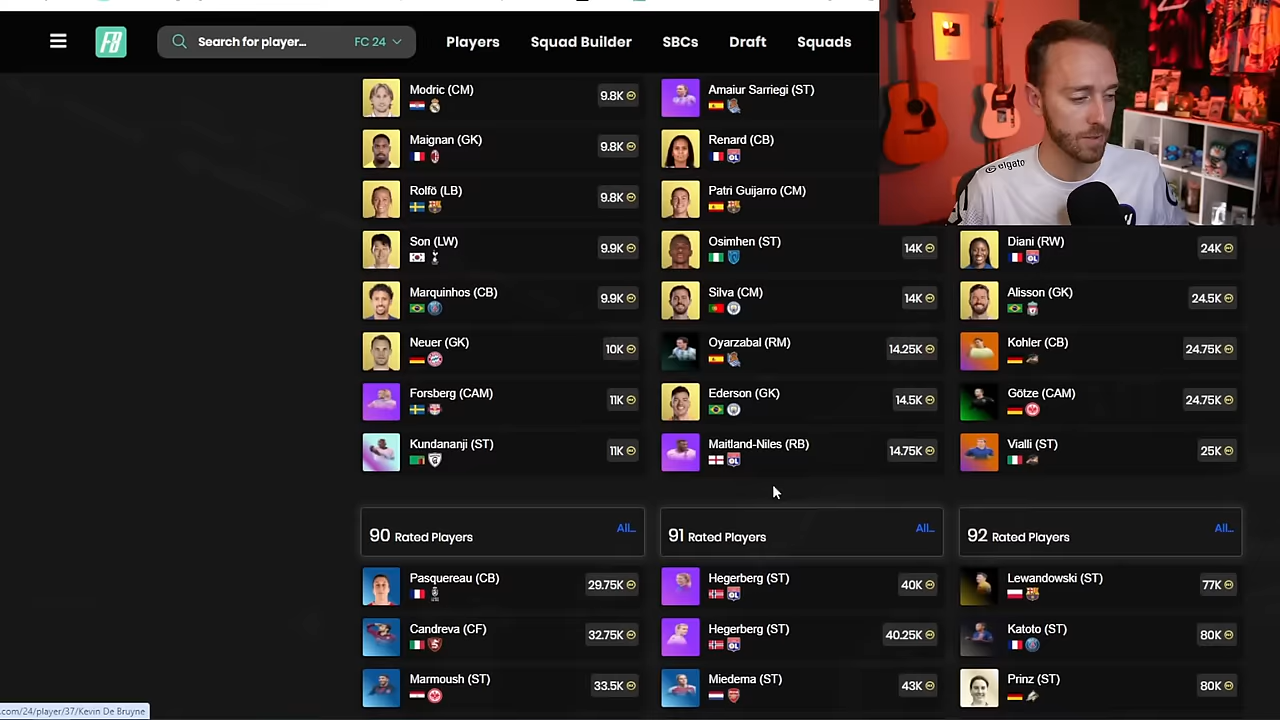 FB
Search for player...
FC 24
Players
Squad Builder
SBCs
Draft
Squads
elgato
Modric (CM)
9.8K
Maignan (GK)
9.8K
Rolfö (LB)
9.8K
Son (LW)
9.9K
Marquinhos (CB)
9.9K
Neuer (GK)
10K
Forsberg (CAM)
11K
Kundananji (ST)
11K
Amaiur Sarriegi (ST)
Renard (CB)
Patri Guijarro (CM)
Osimhen (ST)
14K
Silva (CM)
14K
Oyarzabal (RM)
14.25K
Ederson (GK)
14.5K
Maitland-Niles (RB)
14.75K
Diani (RW)
24K
Alisson (GK)
24.5K
Kohler (CB)
24.75K
Götze (CAM)
24.75K
Vialli (ST)
25K
90 Rated Players
All...
Pasquereau (CB)
29.75K
Candreva (CF)
32.75K
Marmoush (ST)
33.5K
91 Rated Players
All...
Hegerberg (ST)
40K
Hegerberg (ST)
40.25K
Miedema (ST)
43K
92 Rated Players
All...
Lewandowski (ST)
77K
Katoto (ST)
80K
Prinz (ST)
80K
.com/24/player/37/Kevin De Bruyne